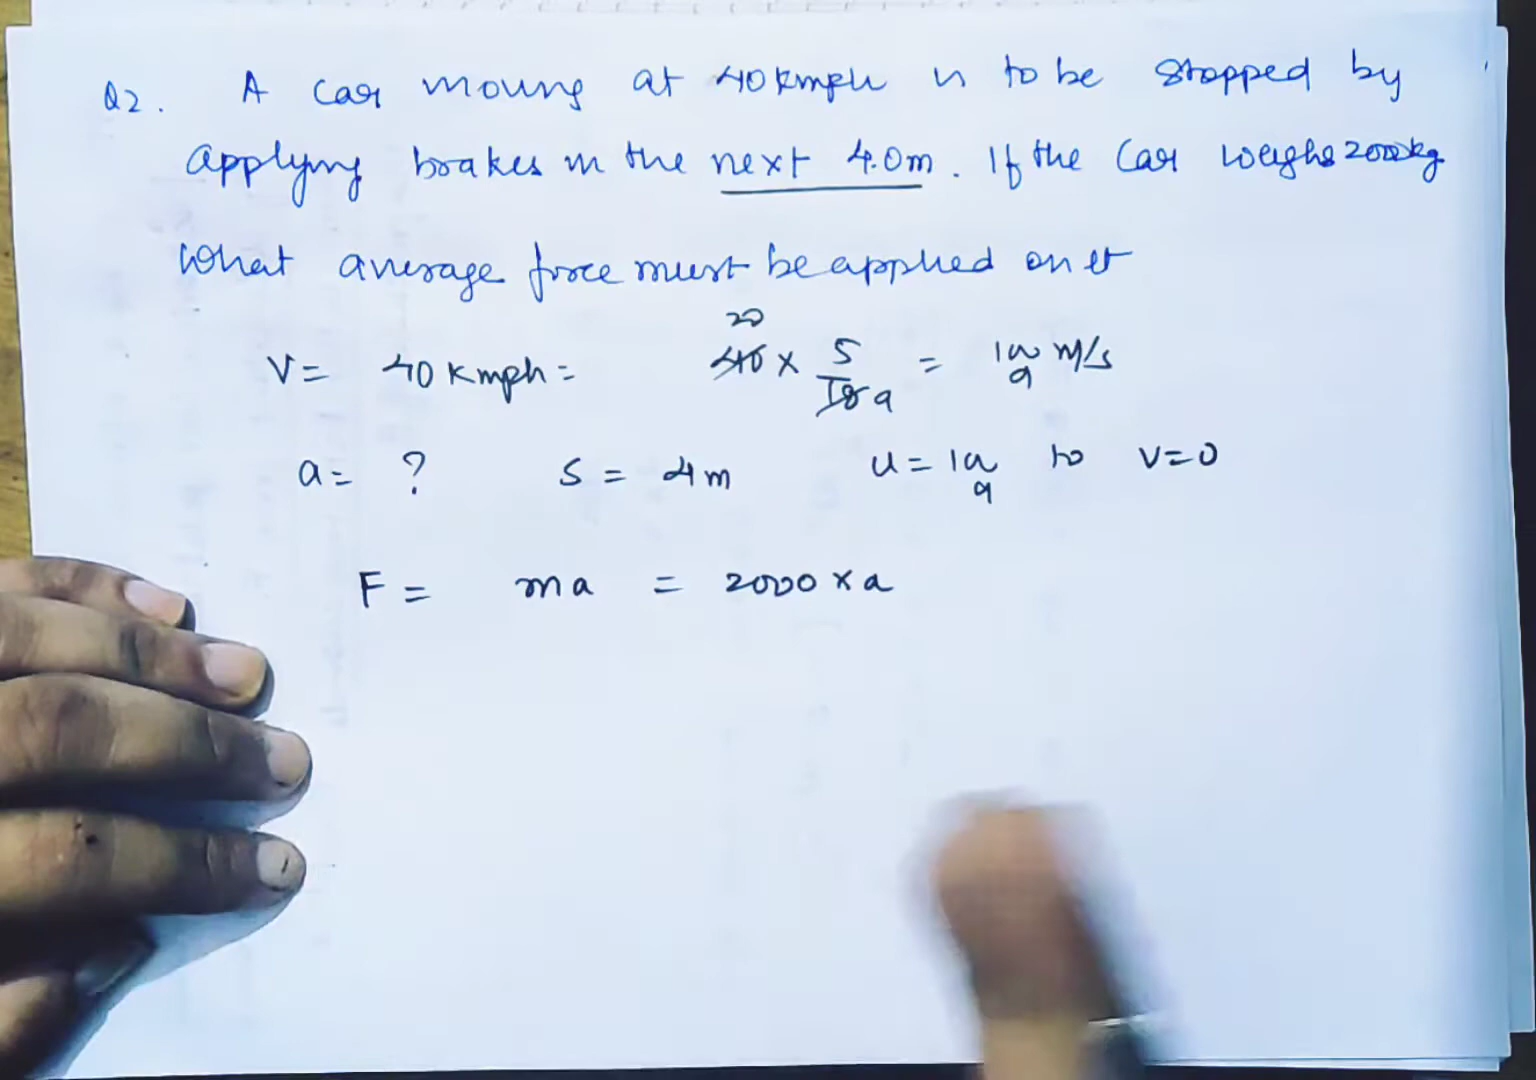 Q2. A car moving at 40 kmph is to be stopped by
applying brakes in the next 4.0m. If the car weighs 2000kg
What average force must be applied on it
V = 40 kmph = 40 20 × 5/18 9 = 100/9 m/s
a = ? S = 4m u = 100/9 to v=0
F = ma = 2000 × a